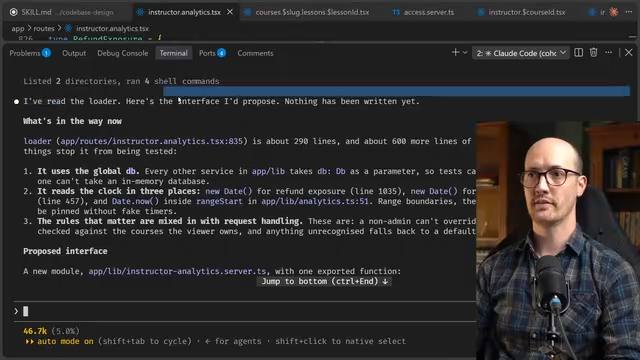 SKILL.md .../codebase-design
instructor.analytics.tsx
courses.$slug.lessons.$lessonId.tsx
access.server.ts
instructor.$courseId.tsx
app > routes > instructor.analytics.tsx
826 type RefundExposure = {
Problems 1 Output Debug Console Terminal Ports 4 Comments
2: Claude Code (coho
Listed 2 directories, ran 4 shell commands
I've read the loader. Here's the interface I'd propose. Nothing has been written yet.
What's in the way now
loader (app/routes/instructor.analytics.tsx:835) is about 290 lines, and about 600 more lines of
things stop it from being tested:
1. It uses the global db. Every other service in app/lib takes db: Db as a parameter, so tests ca
one can't take an in-memory database.
2. It reads the clock in three places: new Date() for refund exposure (line 1035), new Date() for
(line 457), and Date.now() inside rangeStart in app/lib/analytics.ts:51. Range boundaries, the
be pinned without fake timers.
3. The rules that matter are mixed in with request handling. These are: a non-admin can't overrid
checked against the courses the viewer owns, and anything unrecognised falls back to a default
Proposed interface
A new module, app/lib/instructor-analytics.server.ts, with one exported function:
Jump to bottom (ctrl+End) ↓
46.7k (5.0%)
auto mode on (shift+tab to cycle) · ← for agents · shift+click to native select